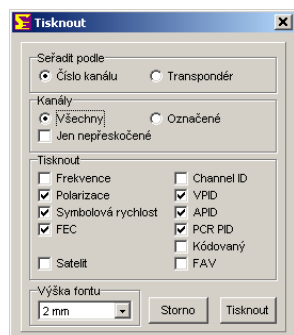 Tisknout
Seřadit podle
Číslo kanálu Transpondér
Kanály
Všechny Označené
Jen nepřeskočené
Tisknout
Frekvence Channel ID
Polarizace VPID
Symbolová rychlost APID
FEC PCR PID
Kódovaný
Satelit FAV
Výška fontu
2 mm Storno Tisknout